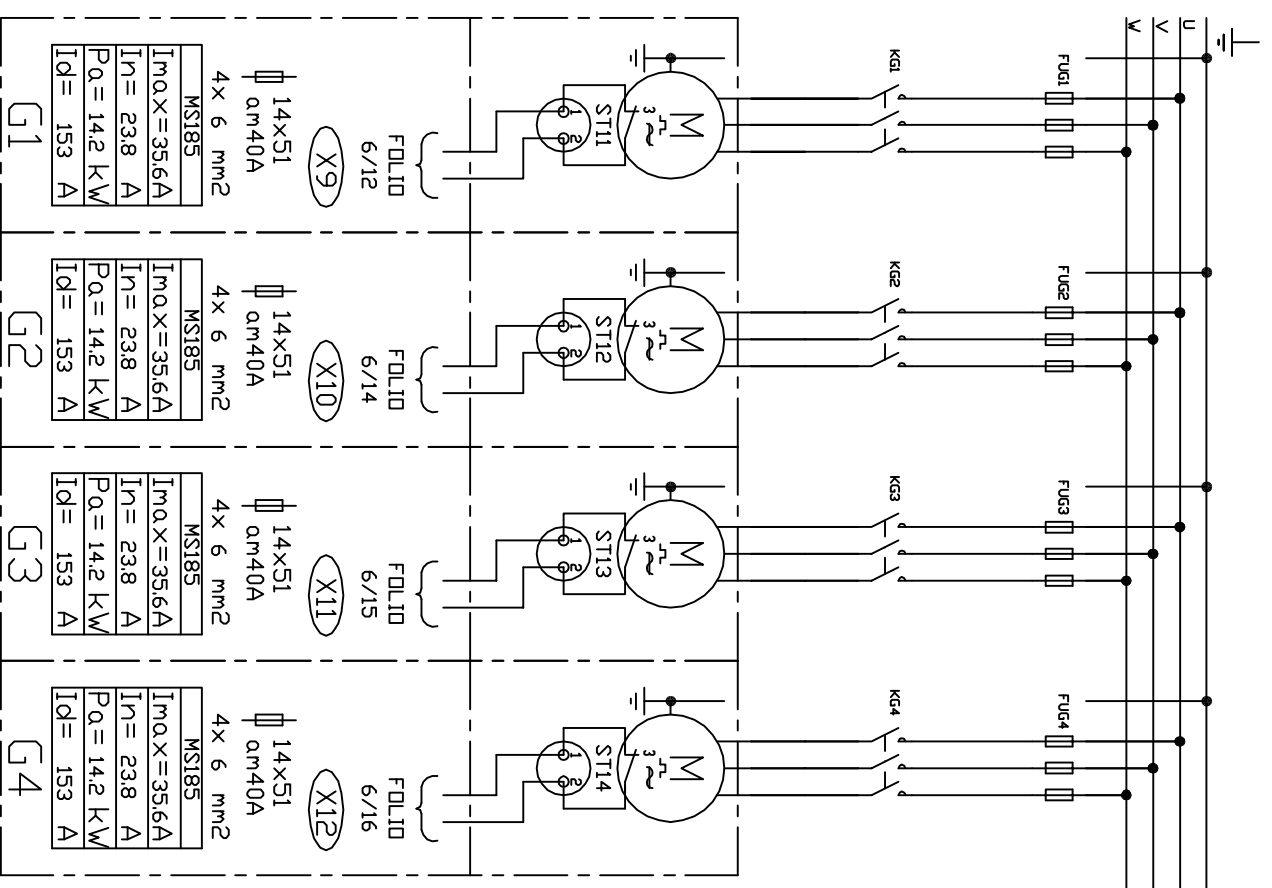 U
V
W
FUG1
KG1
M
3 ~
ST11
1
2
FOLIO
6/12
X9
14x51
am40A
4x 6 mm2
MS185
Imax=35.6A
In= 23.8 A
Pa= 14.2 kW
Id= 153 A
G1
FUG2
KG2
M
3 ~
ST12
1
2
FOLIO
6/14
X10
14x51
am40A
4x 6 mm2
MS185
Imax=35.6A
In= 23.8 A
Pa= 14.2 kW
Id= 153 A
G2
FUG3
KG3
M
3 ~
ST13
1
2
FOLIO
6/15
X11
14x51
am40A
4x 6 mm2
MS185
Imax=35.6A
In= 23.8 A
Pa= 14.2 kW
Id= 153 A
G3
FUG4
KG4
M
3 ~
ST14
1
2
FOLIO
6/16
X12
14x51
am40A
4x 6 mm2
MS185
Imax=35.6A
In= 23.8 A
Pa= 14.2 kW
Id= 153 A
G4